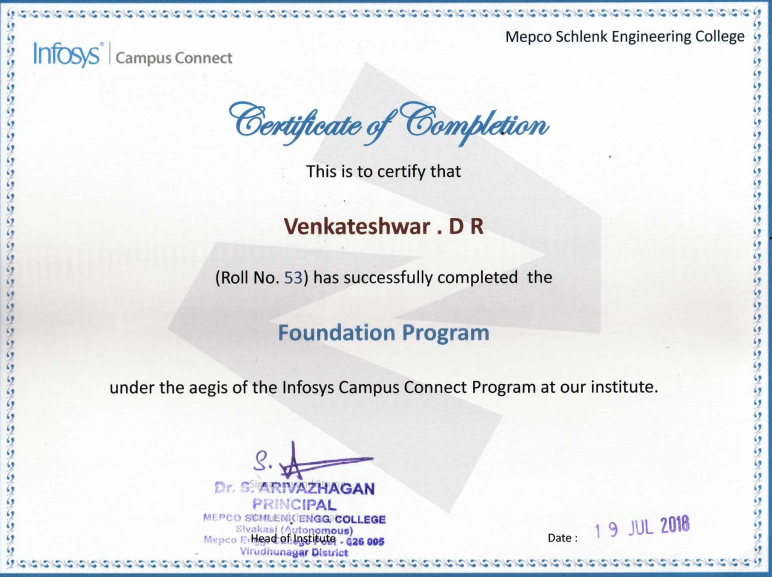 Mepco Schlenk Engineering College
Infosys® | Campus Connect
Certificate of Completion
This is to certify that
Venkateshwar . D R
(Roll No. 53) has successfully completed the
Foundation Program
under the aegis of the Infosys Campus Connect Program at our institute.
S. A
Dr. S. ARIVAZHAGAN
PRINCIPAL
MEPCO SCHLENK ENGG. COLLEGE
Sivakasi (Autonomous)
Mepco Engg. College Post - 626 005
Head of Institute
Virudhunagar District
Date : 19 JUL 2018